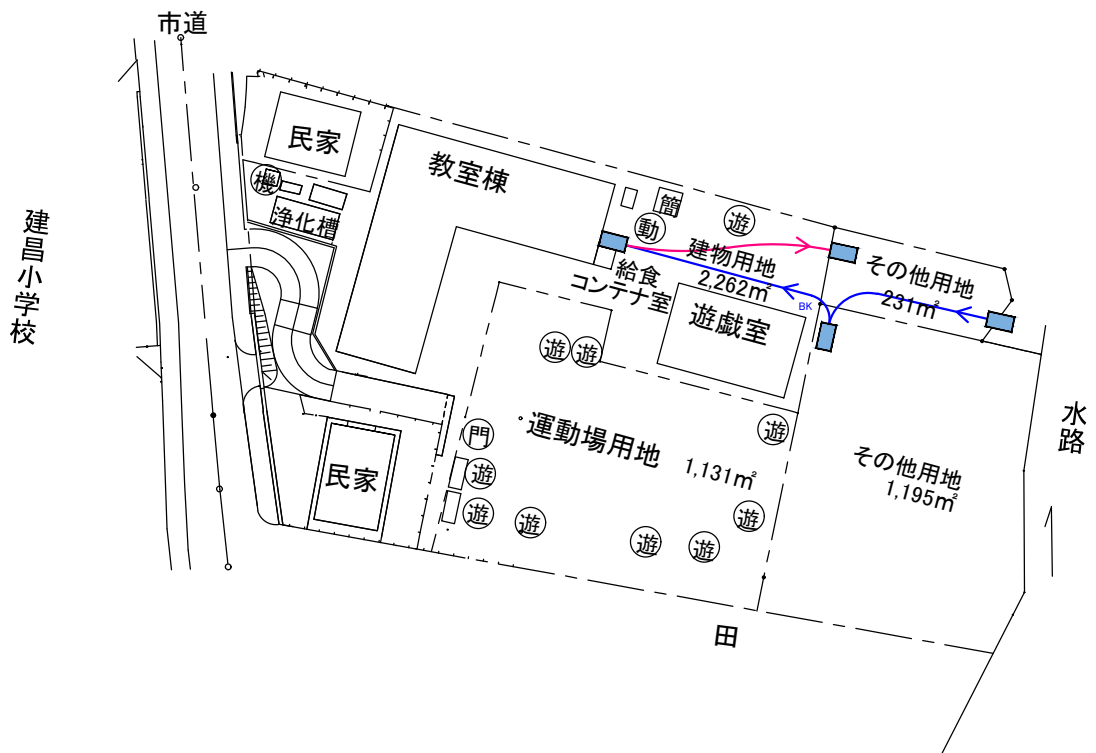 市道
建昌小学校
民家
機
浄化槽
教室棟
簡
動
遊
建物用地
2,262㎡
給食
コンテナ室
遊戯室
BK
その他用地
231㎡
遊
遊
遊
門
遊
遊
遊
運動場用地
1,131㎡
遊
遊
遊
民家
その他用地
1,195㎡
水路
田